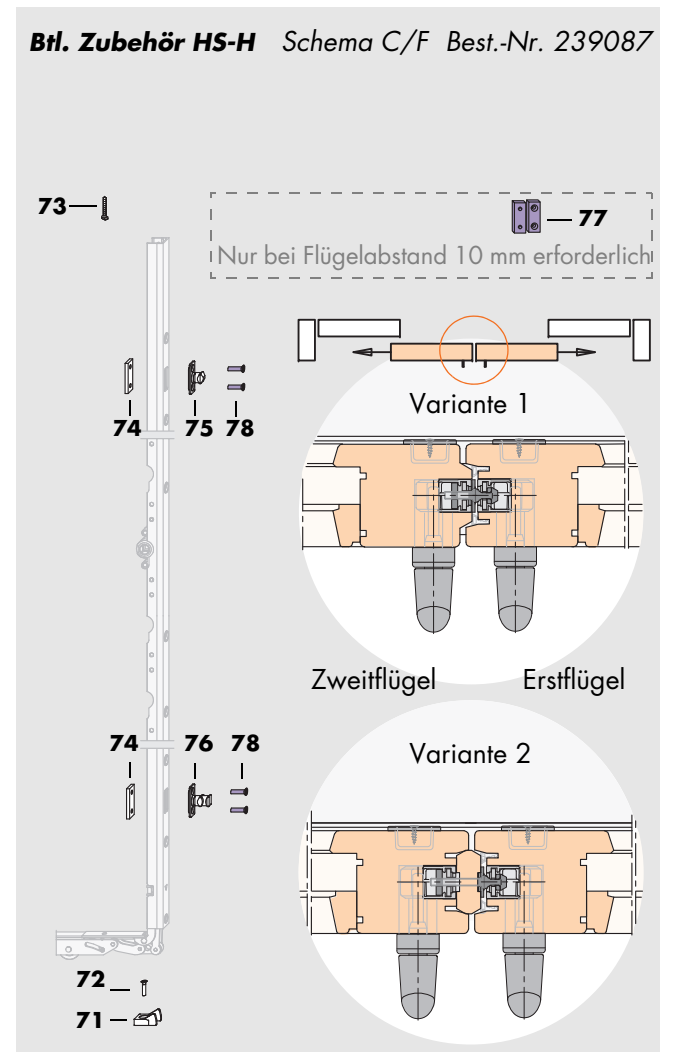 Btl. Zubehör HS-H Schema C/F Best.-Nr. 239087
73
77
Nur bei Flügelabstand 10 mm erforderlich
74 75 78
Variante 1
Zweitflügel Erstflügel
74 76 78
Variante 2
72
71